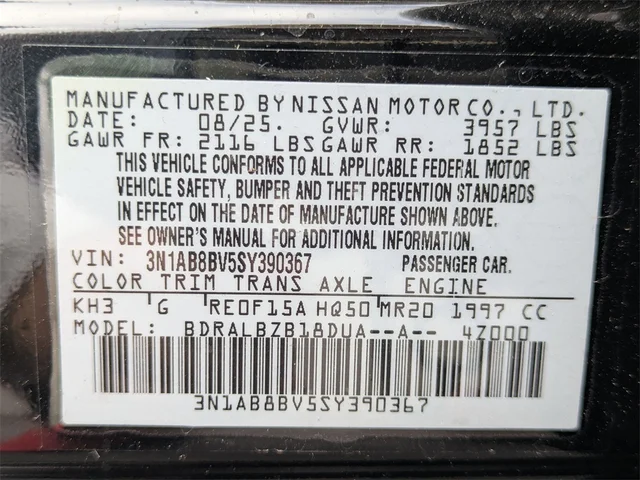 MANUFACTURED BY NISSAN MOTOR CO., LTD.
DATE: 08/25. GVWR: 3957 LBS
GAWR FR: 2116 LBS GAWR RR: 1852 LBS
THIS VEHICLE CONFORMS TO ALL APPLICABLE FEDERAL MOTOR
VEHICLE SAFETY, BUMPER AND THEFT PREVENTION STANDARDS
IN EFFECT ON THE DATE OF MANUFACTURE SHOWN ABOVE.
SEE OWNER'S MANUAL FOR ADDITIONAL INFORMATION.
VIN: 3N1AB8BV5SY390367 PASSENGER CAR.
COLOR TRIM TRANS AXLE ENGINE
KH3 G RE0F15A HQ50 MR20 1997 CC
MODEL: BDRALBZB18DUA--A-- 4Z000
3N1AB8BV5SY390367